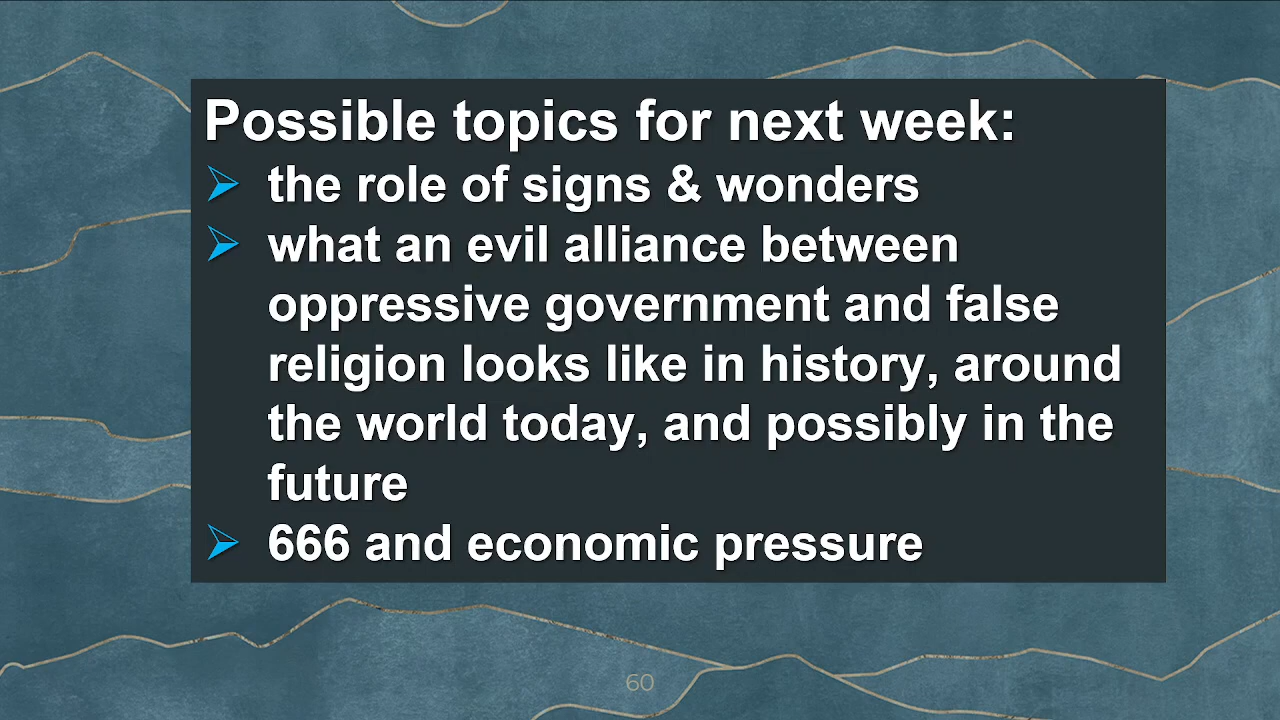 Possible topics for next week:
➢ the role of signs & wonders
➢ what an evil alliance between
oppressive government and false
religion looks like in history, around
the world today, and possibly in the
future
➢ 666 and economic pressure
60